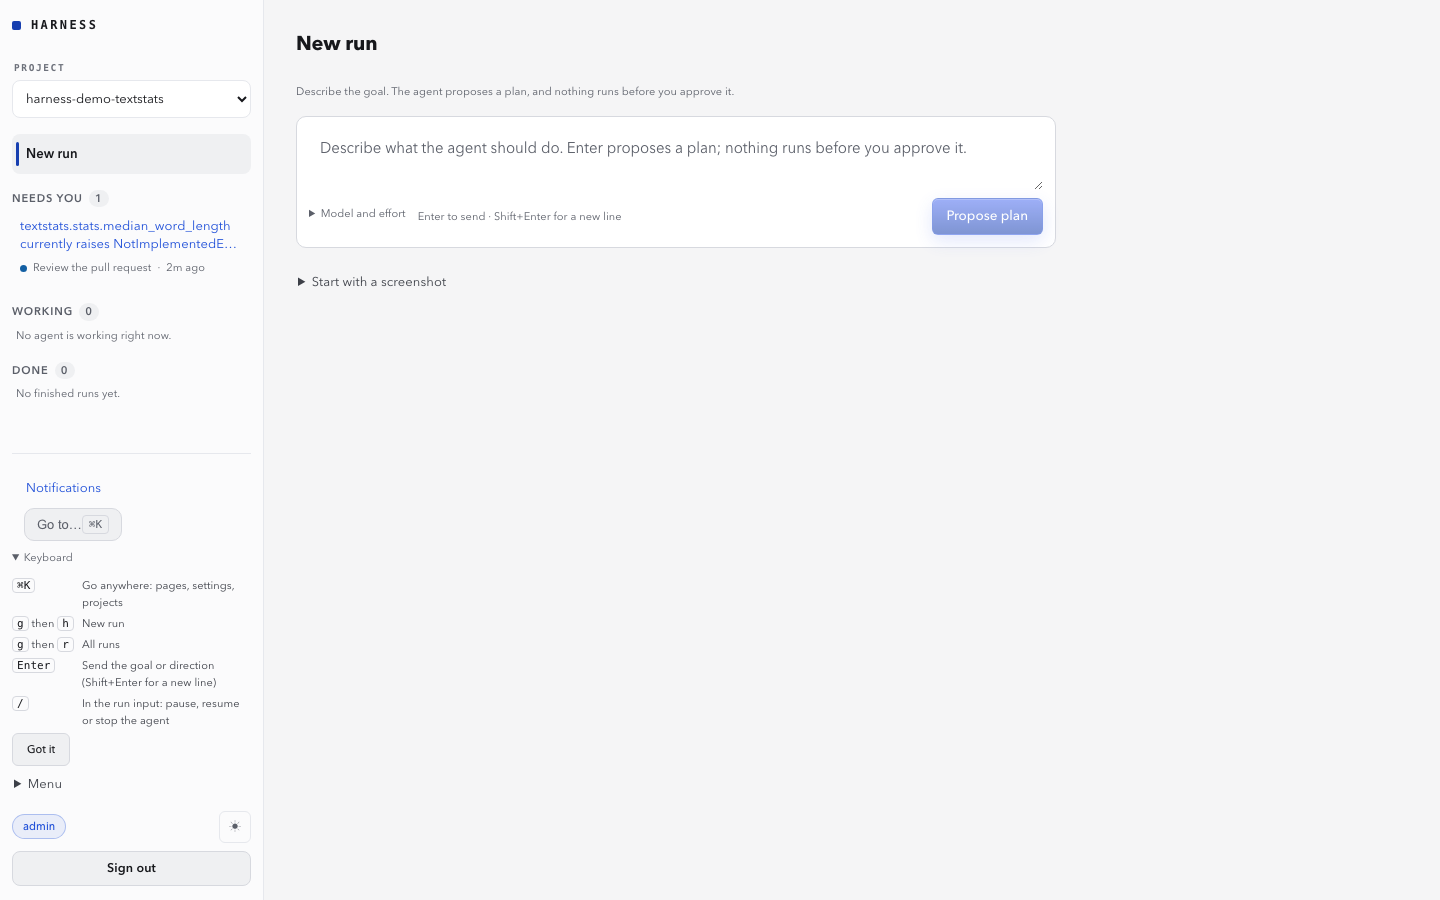 HARNESS
PROJECT
harness-demo-textstats
New run
NEEDS YOU 1
textstats.stats.median_word_length
currently raises NotImplementedE…
Review the pull request · 2m ago
WORKING 0
No agent is working right now.
DONE 0
No finished runs yet.
Notifications
Go to… ⌘K
Keyboard
⌘K Go anywhere: pages, settings,
projects
g then h New run
g then r All runs
Enter Send the goal or direction
(Shift+Enter for a new line)
/ In the run input: pause, resume
or stop the agent
Got it
Menu
admin
Sign out
New run
Describe the goal. The agent proposes a plan, and nothing runs before you approve it.
Describe what the agent should do. Enter proposes a plan; nothing runs before you approve it.
Model and effort Enter to send · Shift+Enter for a new line Propose plan
Start with a screenshot